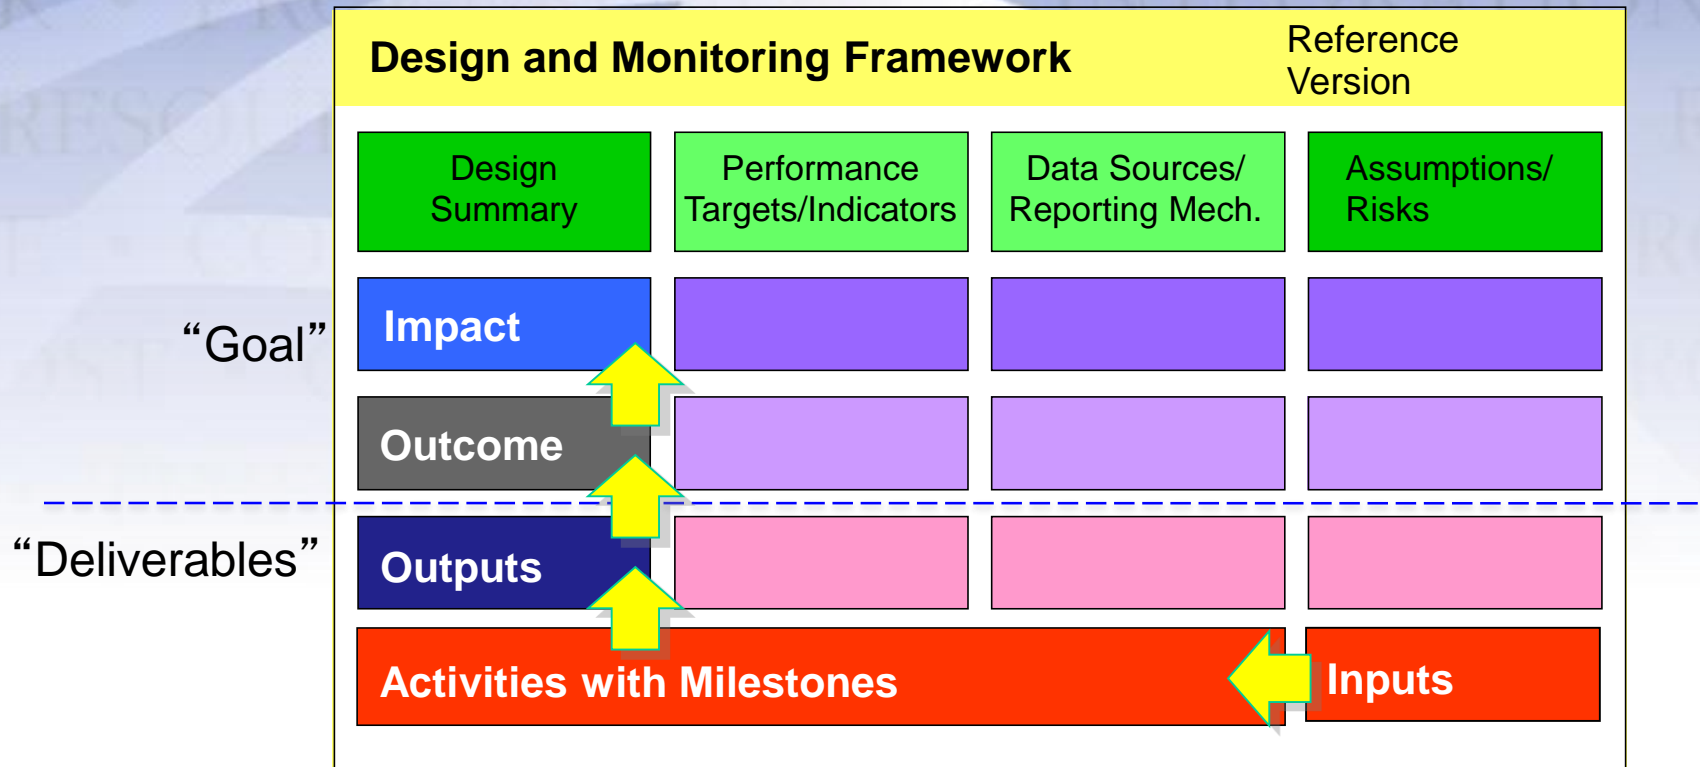 Design and Monitoring Framework
Reference
Version
Design
Summary
Performance
Targets/Indicators
Data Sources/
Reporting Mech.
Assumptions/
Risks
“Goal”
Impact
Outcome
“Deliverables”
Outputs
Activities with Milestones
Inputs